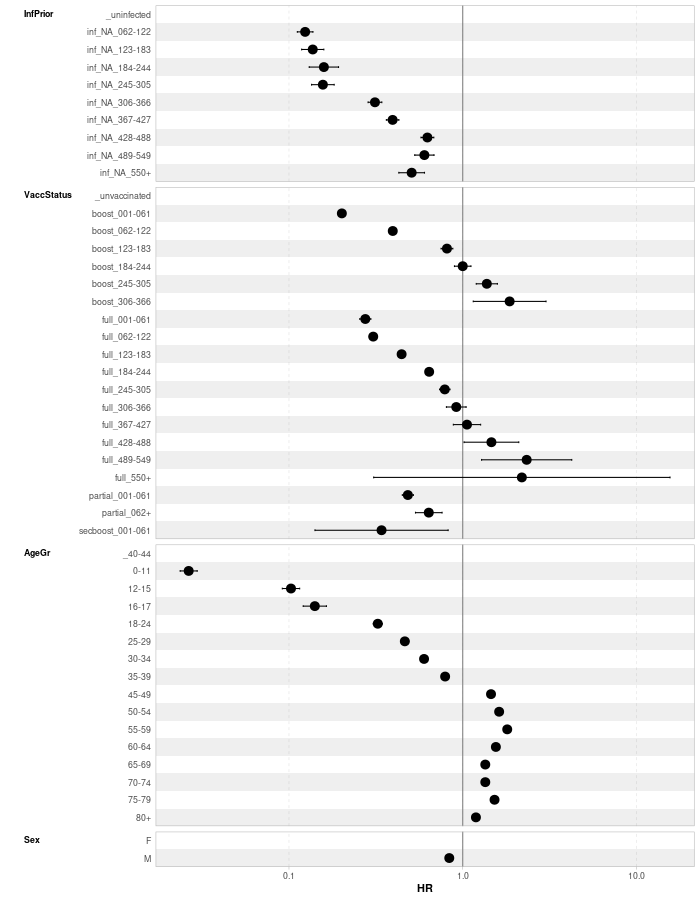 InfPrior
_uninfected
inf_NA_062-122
inf_NA_123-183
inf_NA_184-244
inf_NA_245-305
inf_NA_306-366
inf_NA_367-427
inf_NA_428-488
inf_NA_489-549
inf_NA_550+
VaccStatus
_unvaccinated
boost_001-061
boost_062-122
boost_123-183
boost_184-244
boost_245-305
boost_306-366
full_001-061
full_062-122
full_123-183
full_184-244
full_245-305
full_306-366
full_367-427
full_428-488
full_489-549
full_550+
partial_001-061
partial_062+
secboost_001-061
AgeGr
_40-44
0-11
12-15
16-17
18-24
25-29
30-34
35-39
45-49
50-54
55-59
60-64
65-69
70-74
75-79
80+
Sex
F
M
0.1 1.0 10.0
HR